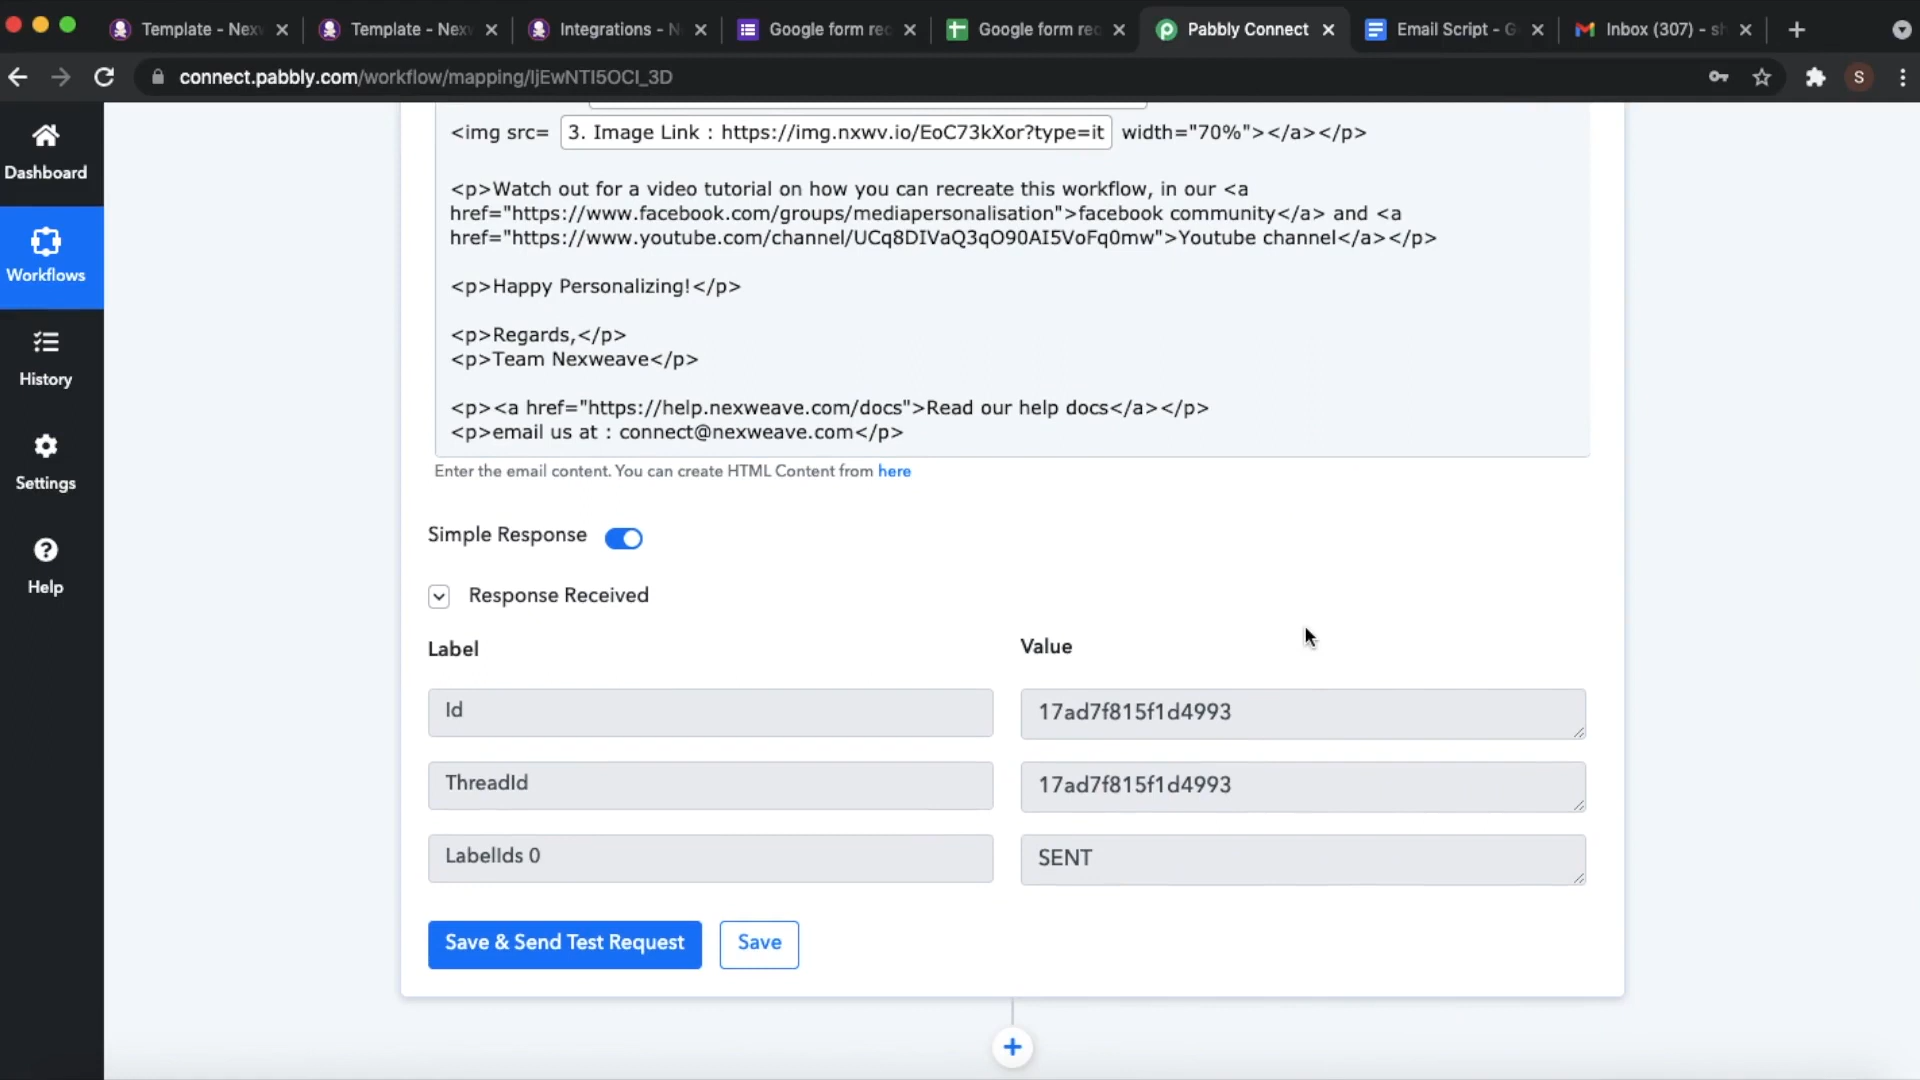 Template - Nexw
Template - Nexw
Integrations - N
Google form rec
Google form rec
Pabbly Connect
Email Script - G
Inbox (307) - sh
connect.pabbly.com/workflow/mapping/IjEwNTI5OCI_3D
S
Dashboard
Workflows
History
Settings
Help
<img src= 3. Image Link : https://img.nxwv.io/EoC73kXor?type=it width="70%"></a></p>
<p>Watch out for a video tutorial on how you can recreate this workflow, in our <a
href="https://www.facebook.com/groups/mediapersonalisation">facebook community</a> and <a
href="https://www.youtube.com/channel/UCq8DIVaQ3qO90AI5VoFq0mw">Youtube channel</a></p>
<p>Happy Personalizing!</p>
<p>Regards,</p>
<p>Team Nexweave</p>
<p><a href="https://help.nexweave.com/docs">Read our help docs</a></p>
<p>email us at : connect@nexweave.com</p>
Enter the email content. You can create HTML Content from here
Simple Response
Response Received
Label Value
Id 17ad7f815f1d4993
ThreadId 17ad7f815f1d4993
LabelIds 0 SENT
Save & Send Test Request Save